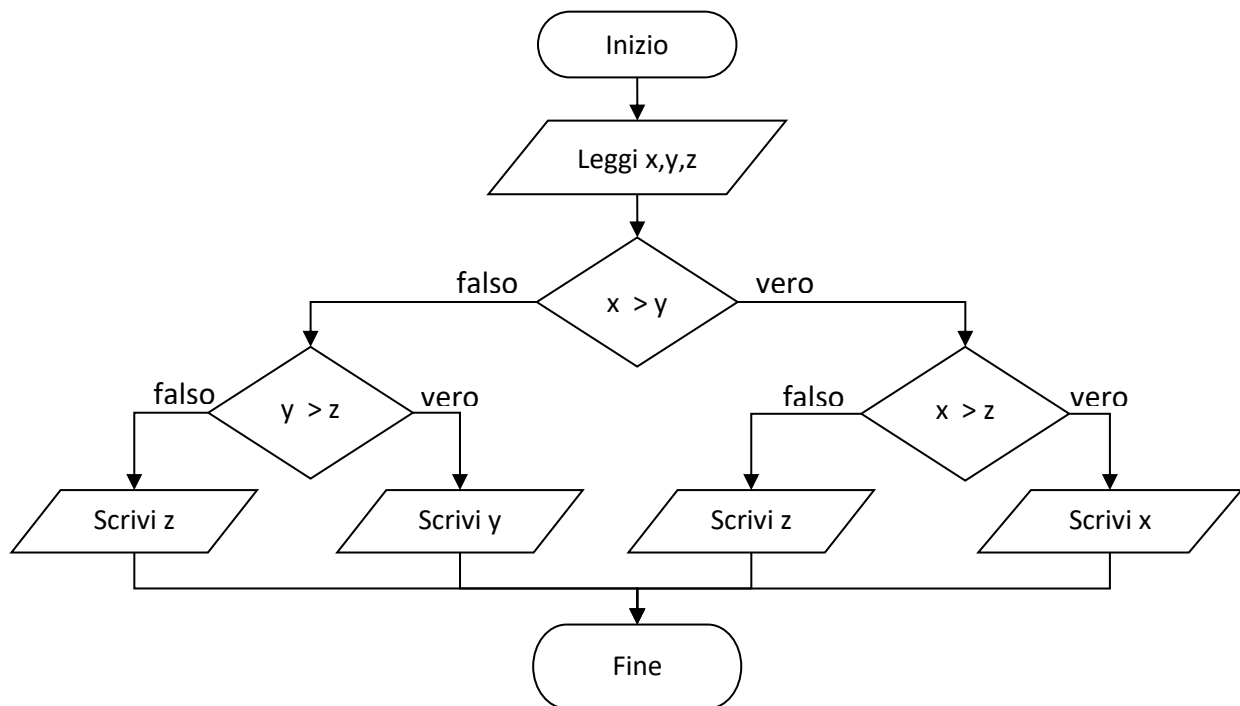 Inizio
Leggi x,y,z
falso
vero
x > y
falso
vero
falso
vero
y > z
x > z
Scrivi z
Scrivi y
Scrivi z
Scrivi x
Fine